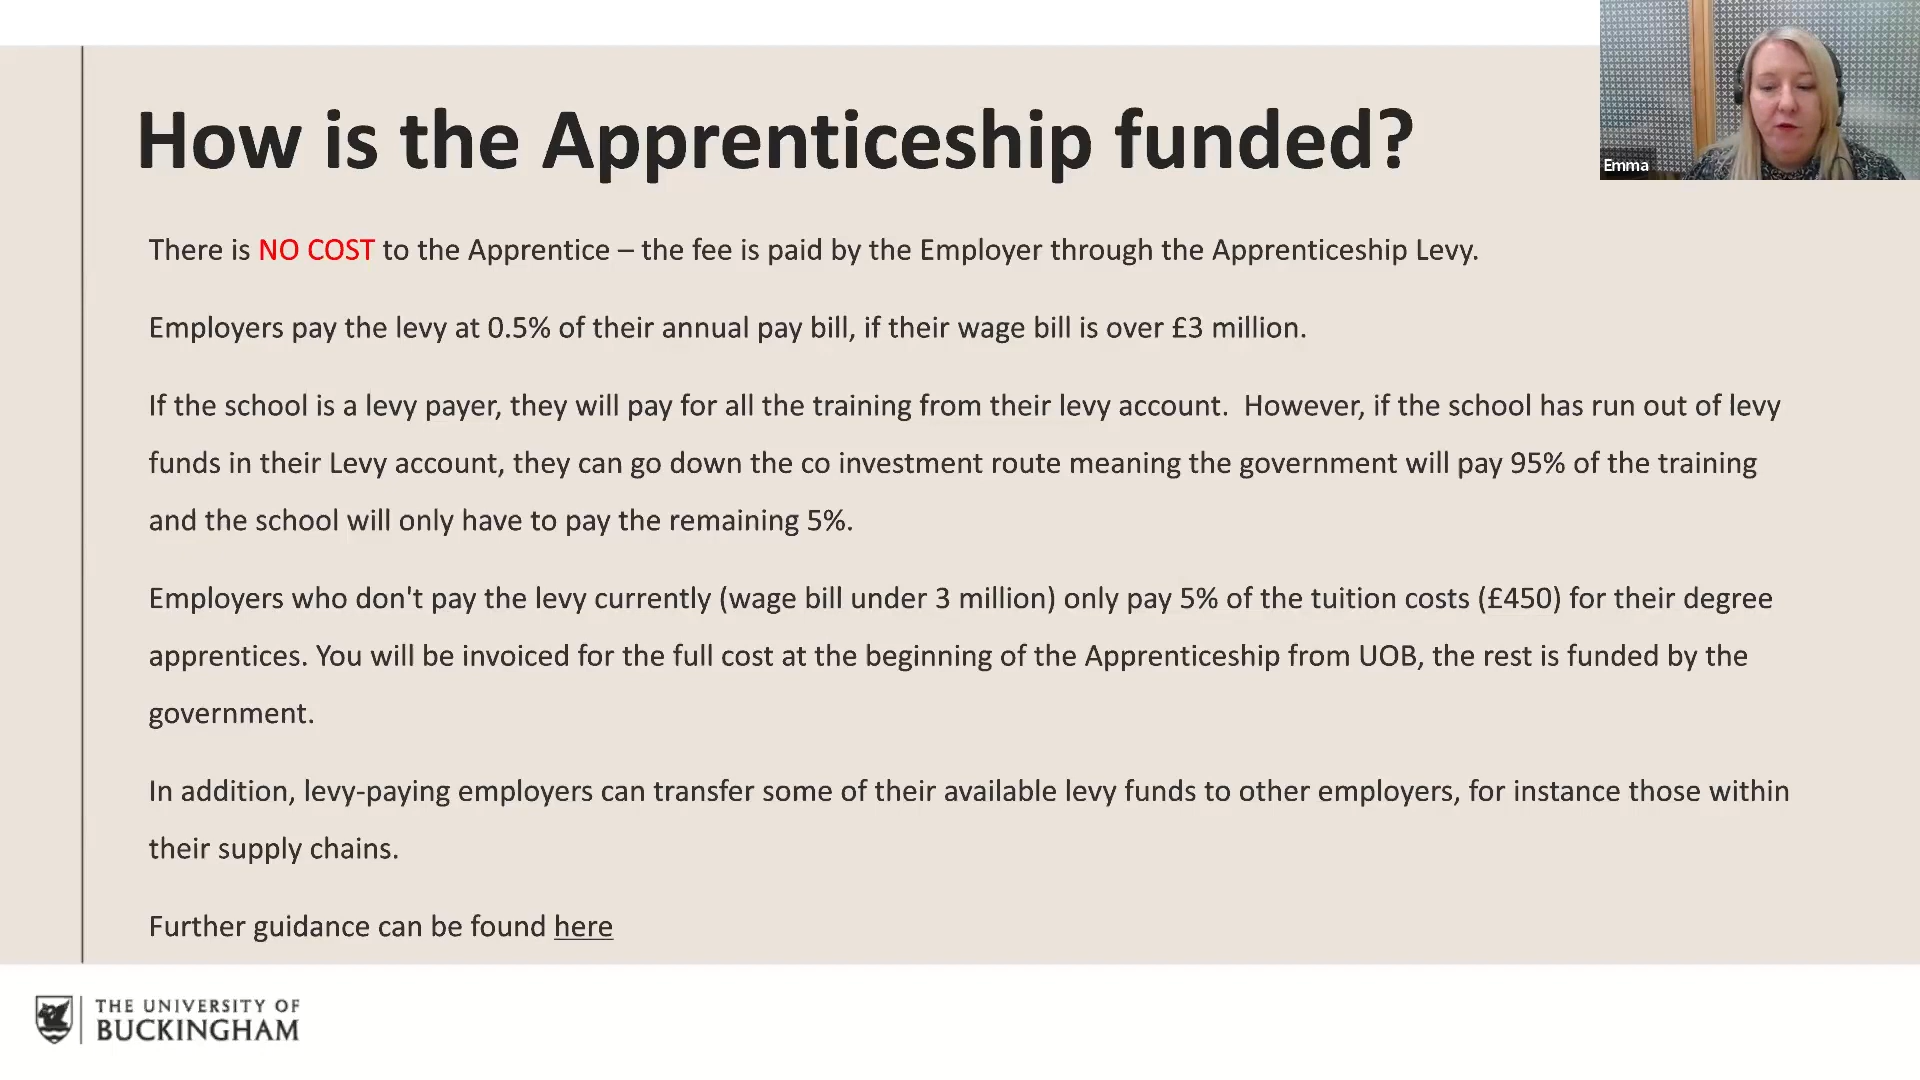 How is the Apprenticeship funded?
Emma
There is NO COST to the Apprentice – the fee is paid by the Employer through the Apprenticeship Levy.
Employers pay the levy at 0.5% of their annual pay bill, if their wage bill is over £3 million.
If the school is a levy payer, they will pay for all the training from their levy account.  However, if the school has run out of levy
funds in their Levy account, they can go down the co investment route meaning the government will pay 95% of the training
and the school will only have to pay the remaining 5%.
Employers who don't pay the levy currently (wage bill under 3 million) only pay 5% of the tuition costs (£450) for their degree
apprentices. You will be invoiced for the full cost at the beginning of the Apprenticeship from UOB, the rest is funded by the
government.
In addition, levy-paying employers can transfer some of their available levy funds to other employers, for instance those within
their supply chains.
Further guidance can be found here
THE UNIVERSITY OF
BUCKINGHAM